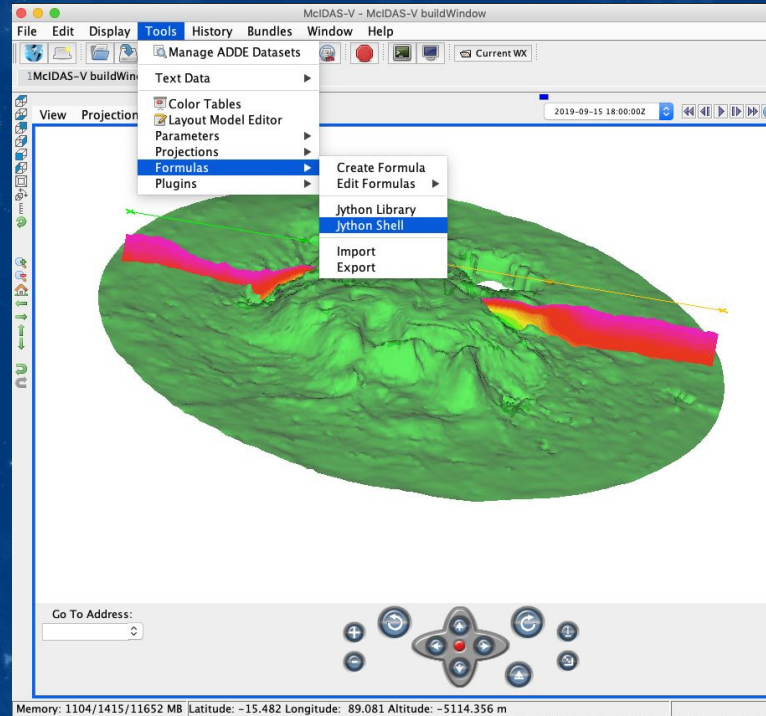 McIDAS-V - McIDAS-V buildWindow
File Edit Display Tools History Bundles Window Help
Manage ADDE Datasets
Current WX
1McIDAS-V buildWin
Text Data
Color Tables
Layout Model Editor
View Projection
2019-09-15 18:00:00Z
Parameters
Projections
Formulas
Create Formula
Plugins
Edit Formulas
Jython Library
Jython Shell
Import
Export
Go To Address:
Memory: 1104/1415/11652 MB Latitude: -15.482 Longitude: 89.081 Altitude: -5114.356 m